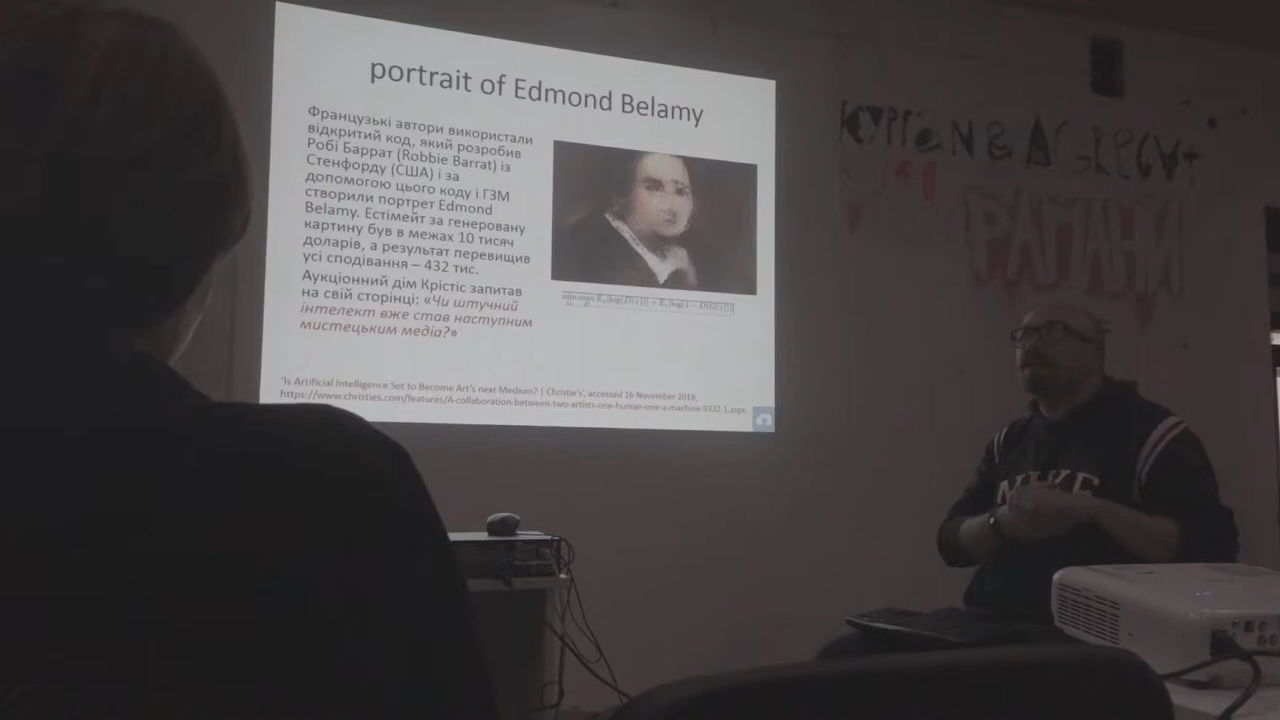 portrait of Edmond Belamy
Французькі автори використали
відкритий код, який розробив
Робі Баррат (Robbie Barrat) із
Стенфорду (США) і за
допомогою цього коду і ГЗМ
створили портрет Edmond
Belamy. Естімейт за генеровану
картину був в межах 10 тисяч
доларів, а результат перевищив
усі сподівання – 432 тис.
Аукціонний дім Крістіс запитав
на свій сторінці: «Чи штучний
інтелект вже став наступним
мистецьким медіа?»
'Is Artificial Intelligence Set to Become Art's next Medium? | Christie's', accessed 16 November 2018,
https://www.christies.com/features/A-collaboration-between-two-artists-one-human-one-a-machine-9332-1.aspx
РАПАНИ
NIKE